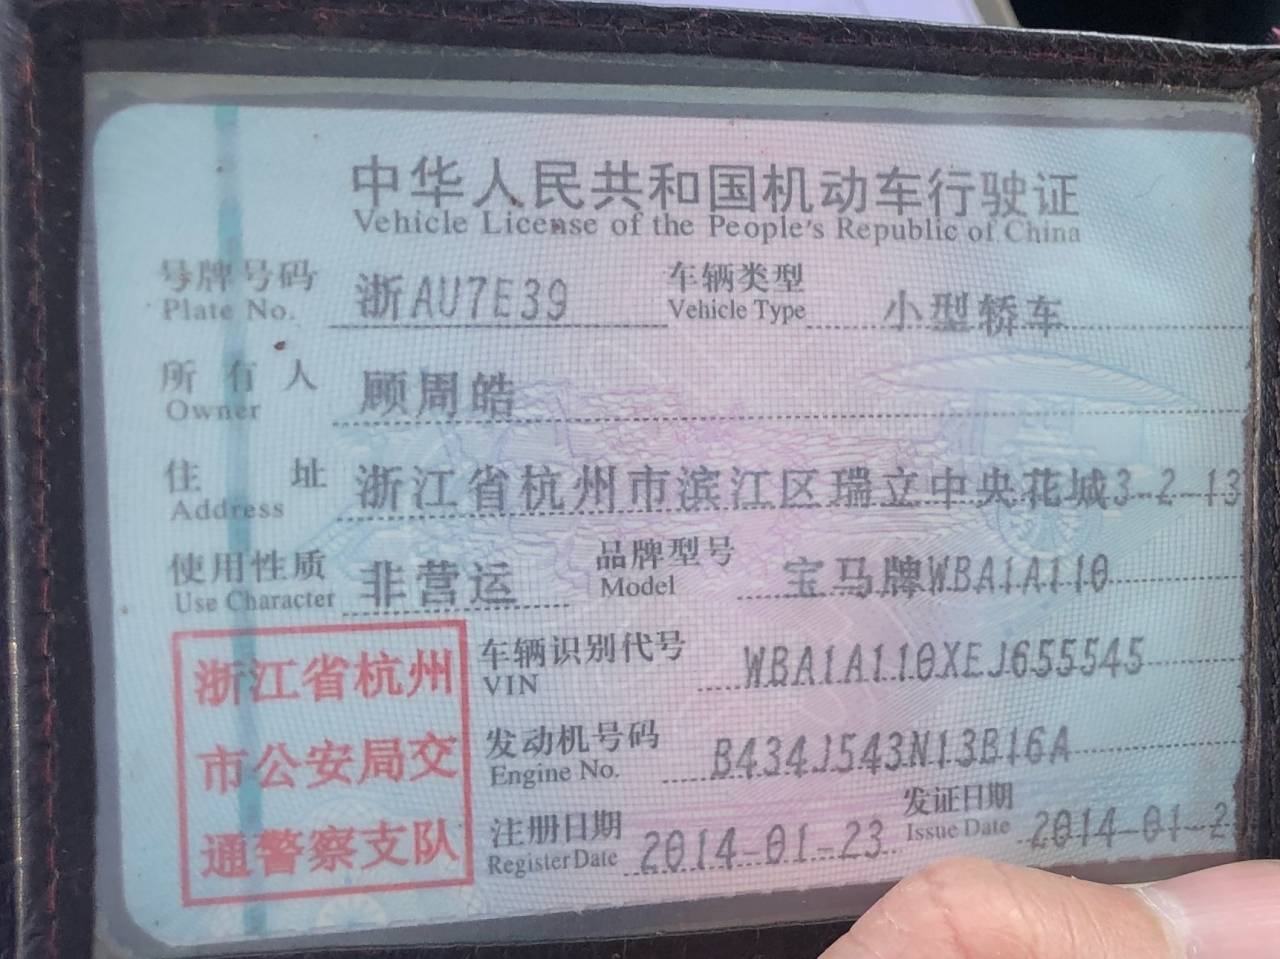 中华人民共和国机动车行驶证
Vehicle License of the People's Republic of China
号牌号码 浙AU7E39 车辆类型 小型轿车
Plate No. Vehicle Type
所有人 顾周皓
Owner
住址 浙江省杭州市滨江区瑞立中央花城3-2-13
Address
使用性质 非营运 品牌型号 宝马牌WBA1A110
Use Character Model
浙江省杭州
市公安局交
通警察支队
车辆识别代号 WBA1A110XEJ655545
VIN
发动机号码 B434J543N13B16A
Engine No.
注册日期 2014-01-23 发证日期 2014-01-2
Register Date Issue Date